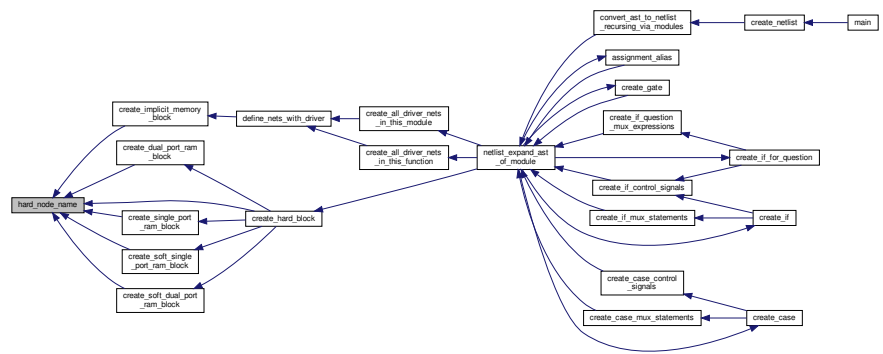 convert_ast_to_netlist
_recursing_via_modules
create_netlist
main
assignment_alias
create_gate
create_implicit_memory
_block
define_nets_with_driver
create_all_driver_nets
_in_this_module
create_if_question
_mux_expressions
create_dual_port_ram
_block
create_all_driver_nets
_in_this_function
netlist_expand_ast
_of_module
create_if_for_question
create_if_control_signals
hard_node_name
create_single_port
_ram_block
create_hard_block
create_if_mux_statements
create_if
create_soft_single
_port_ram_block
create_case_control
_signals
create_soft_dual_port
_ram_block
create_case_mux_statements
create_case